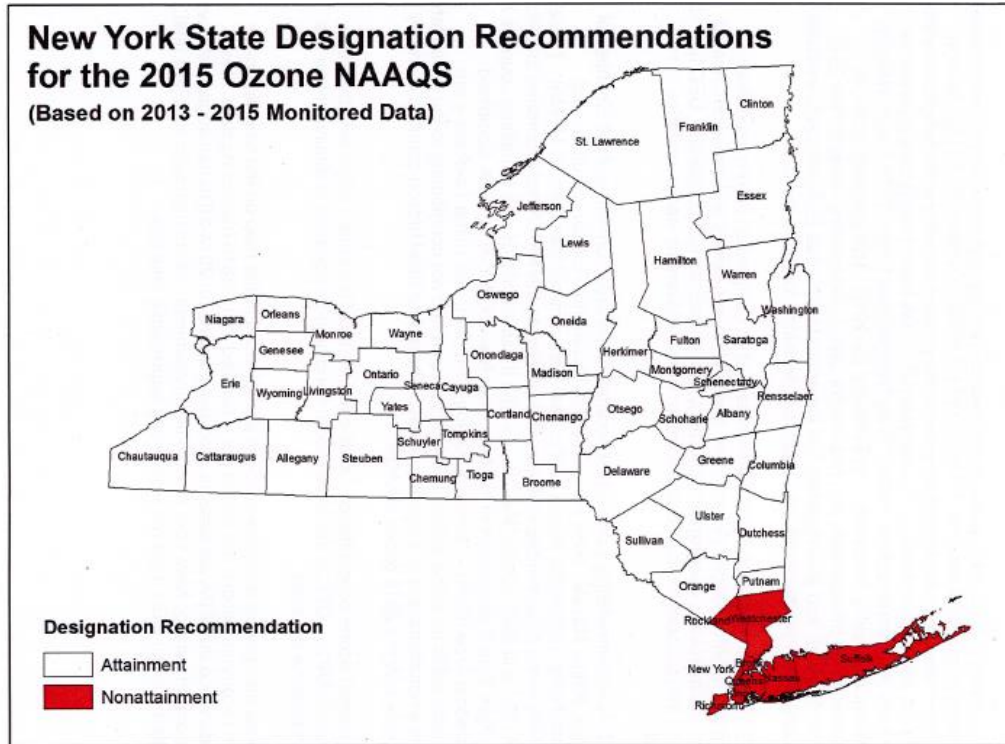 New York State Designation Recommendations
for the 2015 Ozone NAAQS
(Based on 2013 - 2015 Monitored Data)
Clinton
Franklin
St. Lawrence
Essex
Jefferson
Lewis
Hamilton
Warren
Washington
Oswego
Oneida
Niagara
Orleans
Monroe
Wayne
Herkimer
Fulton
Saratoga
Genesee
Onondaga
Madison
Montgomery
Schenectady
Ontario
Seneca
Cayuga
Erie
Wyoming
Livingston
Yates
Cortland
Chenango
Otsego
Schoharie
Albany
Rensselaer
Chautauqua
Cattaraugus
Allegany
Steuben
Schuyler
Tompkins
Chemung
Tioga
Broome
Delaware
Greene
Columbia
Ulster
Dutchess
Sullivan
Orange
Putnam
Rockland
Westchester
Designation Recommendation
Attainment
Nonattainment
New York
Bronx
Queens
Nassau
Suffolk
Richmond